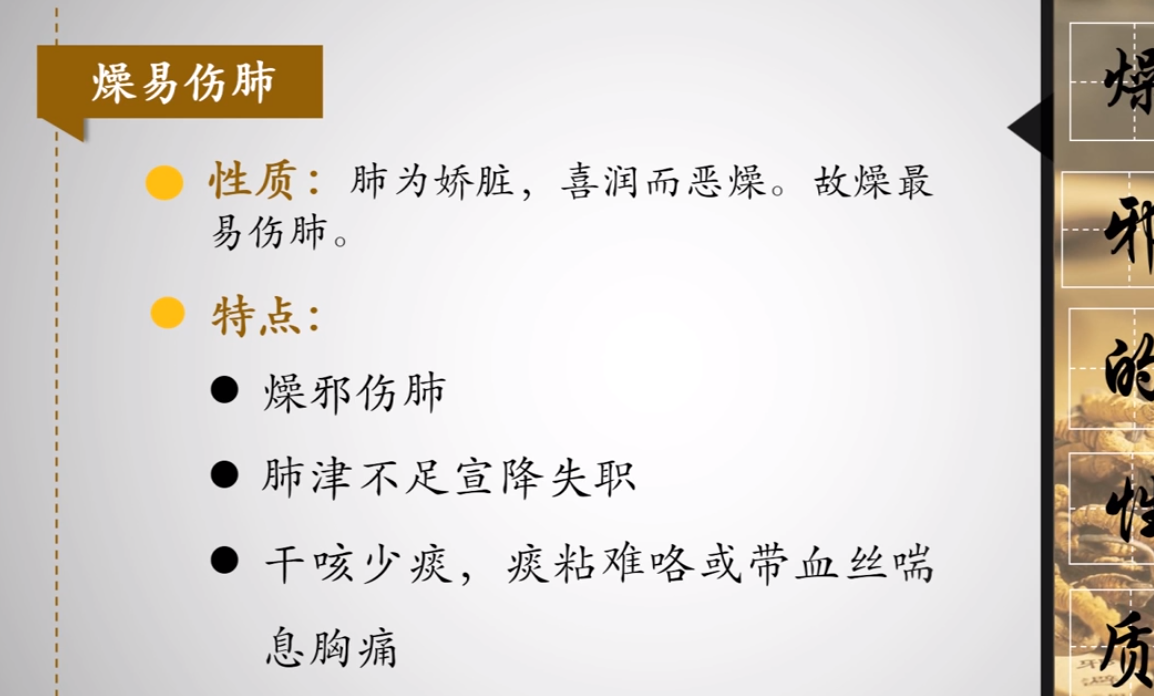 燥易伤肺
性质：肺为娇脏，喜润而恶燥。故燥最
易伤肺。
特点：
燥邪伤肺
肺津不足宣降失职
干咳少痰，痰粘难咯或带血丝喘
息胸痛
燥
邪
的
性
质